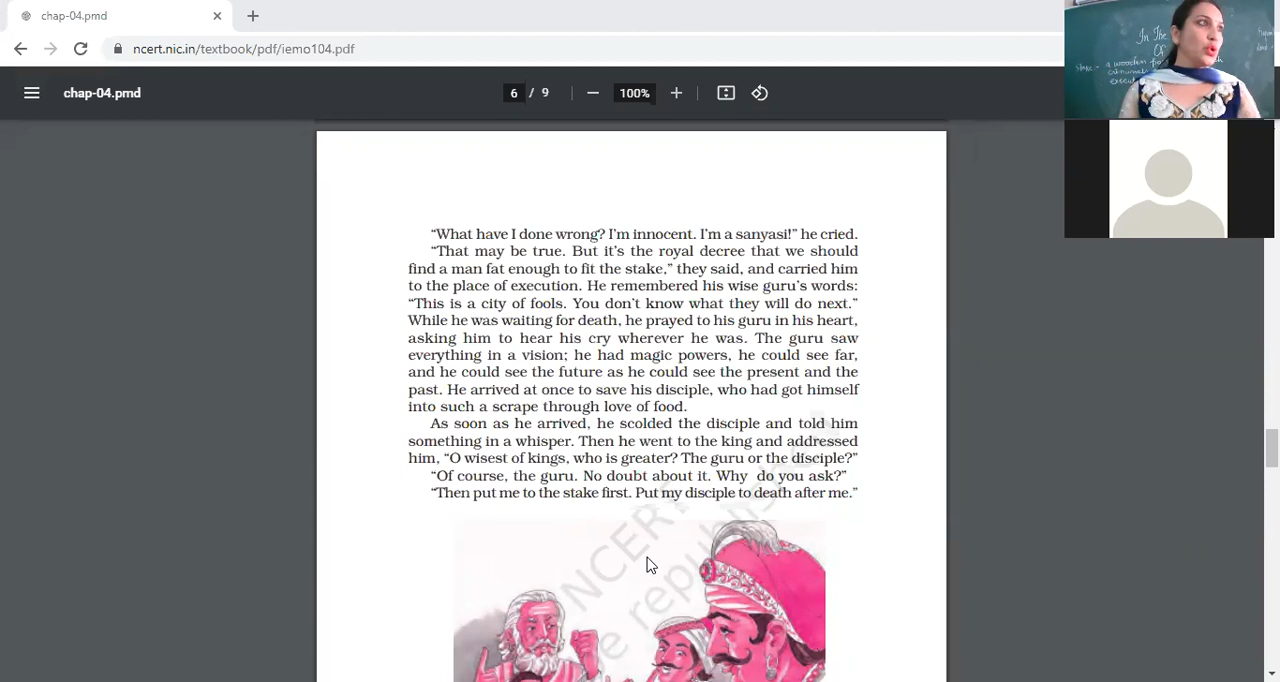 chap-04.pmd
ncert.nic.in/textbook/pdf/iemo104.pdf
chap-04.pmd
6 / 9
100%
In The
Of
stake:- a wooden
criminals
execut
“What have I done wrong? I’m innocent. I’m a sanyasi!” he cried.
“That may be true. But it’s the royal decree that we should
find a man fat enough to fit the stake,” they said, and carried him
to the place of execution. He remembered his wise guru’s words:
“This is a city of fools. You don’t know what they will do next.”
While he was waiting for death, he prayed to his guru in his heart,
asking him to hear his cry wherever he was. The guru saw
everything in a vision; he had magic powers, he could see far,
and he could see the future as he could see the present and the
past. He arrived at once to save his disciple, who had got himself
into such a scrape through love of food.
As soon as he arrived, he scolded the disciple and told him
something in a whisper. Then he went to the king and addressed
him, “O wisest of kings, who is greater? The guru or the disciple?”
“Of course, the guru. No doubt about it. Why do you ask?”
“Then put me to the stake first. Put my disciple to death after me.”
NCERT
e republished